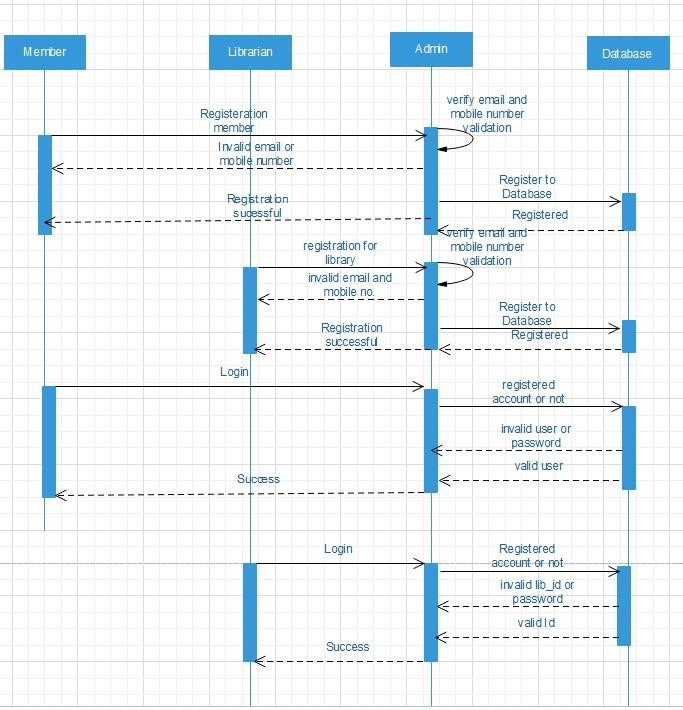 Member
Librarian
Admin
Database
verify email and
mobile number
validation
Registeration
member
Invalid email or
mobile number
Register to
Database
Registration
sucessful
Registered
verify email and
mobile number
validation
registration for
library
invalid email and
mobile no.
Register to
Database
Registered
Registration
successful
Login
registered
account or not
invalid user or
password
valid user
Success
Login
Registered
account or not
invalid lib_id or
password
valid Id
Success